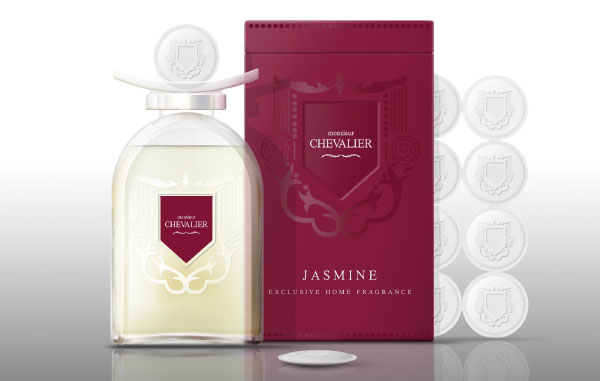 monsieur
CHEVALIER
monsieur
CHEVALIER
JASMINE
EXCLUSIVE HOME FRAGRANCE